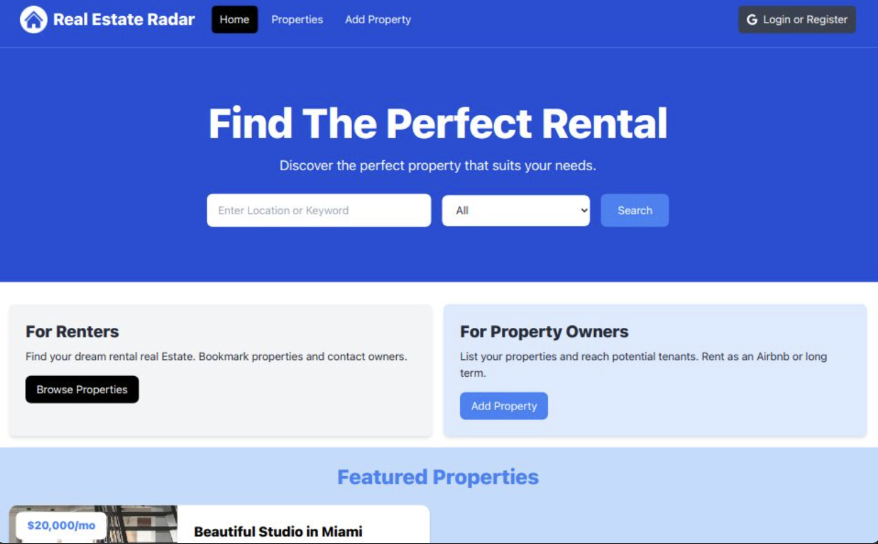 Real Estate Radar
Home
Properties
Add Property
G Login or Register
Find The Perfect Rental
Discover the perfect property that suits your needs.
Enter Location or Keyword
All
Search
For Renters
Find your dream rental real Estate. Bookmark properties and contact owners.
Browse Properties
For Property Owners
List your properties and reach potential tenants. Rent as an Airbnb or long
term.
Add Property
Featured Properties
$20,000/mo
Beautiful Studio in Miami